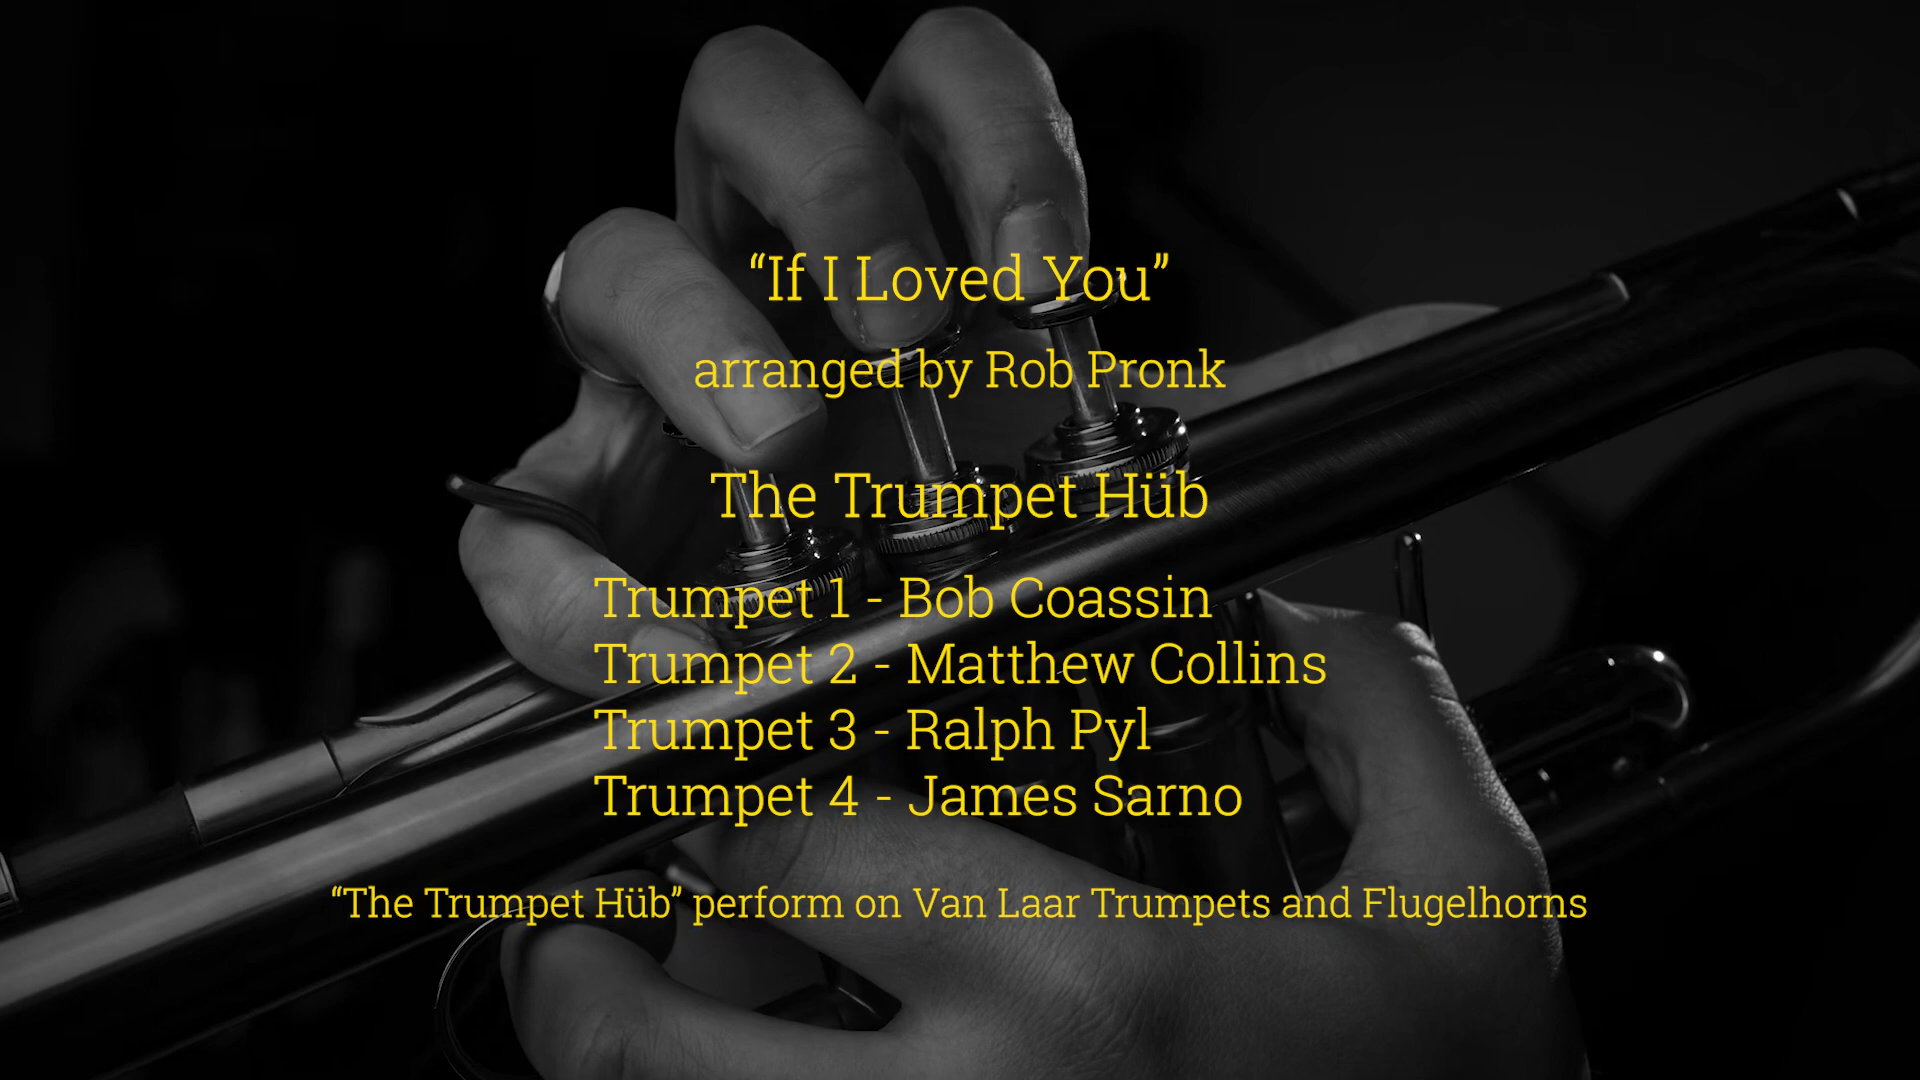 “If I Loved You”
arranged by Rob Pronk
The Trumpet Hüb
Trumpet 1 - Bob Coassin
Trumpet 2 - Matthew Collins
Trumpet 3 - Ralph Pyl
Trumpet 4 - James Sarno
“The Trumpet Hüb” perform on Van Laar Trumpets and Flugelhorns